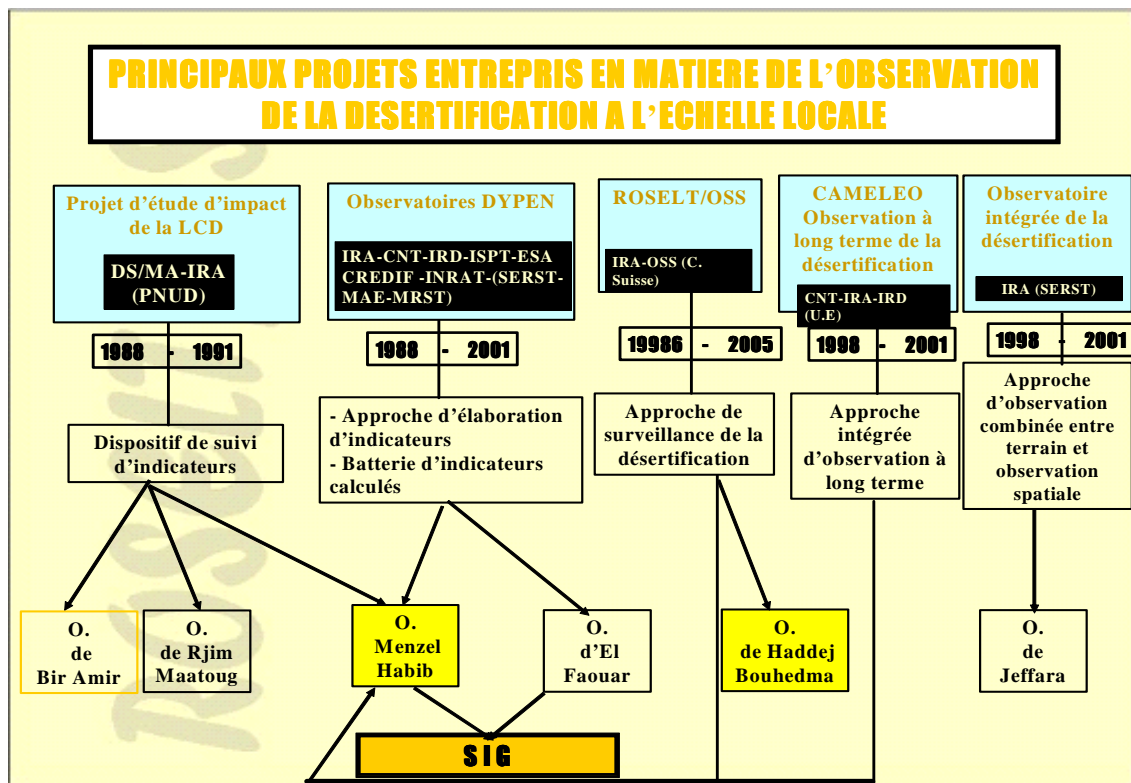 PRINCIPAUX PROJETS ENTREPRIS EN MATIERE DE L'OBSERVATION
DE LA DESERTIFICATION A L'ECHELLE LOCALE
Projet d'étude d'impact
de la LCD
DS/MA-IRA
(PNUD)
1988 - 1991
Dispositif de suivi
d'indicateurs
Observatoires DYPEN
IRA-CNT-IRD-ISPT-ESA
CREDIF -INRAT-(SERST-
MAE-MRST)
1988 - 2001
- Approche d'élaboration
d'indicateurs
- Batterie d'indicateurs
calculés
ROSELT/OSS
IRA-OSS (C.
Suisse)
19986 - 2005
Approche de
surveillance de la
désertification
CAMELEO
Observation à
long terme de la
désertification
CNT-IRA-IRD
(U.E)
1998 - 2001
Approche
intégrée
d'observation à
long terme
Observatoire
intégrée de la
désertification
IRA (SERST)
1998 - 2001
Approche
d'observation
combinée entre
terrain et
observation
spatiale
O.
de
Bir Amir
O.
de Rjim
Maatoug
O.
Menzel
Habib
O.
d'El
Faouar
O.
de Haddej
Bouhedma
O.
de
Jeffara
SIG